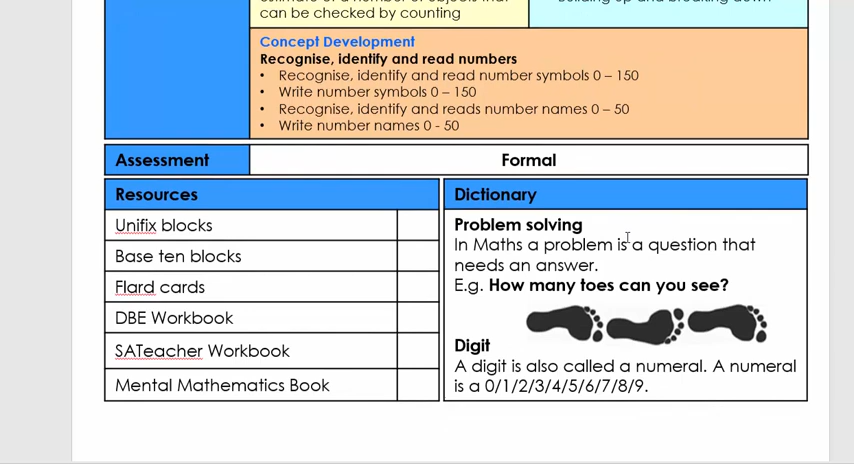 can be checked by counting
Concept Development
Recognise, identify and read numbers
• Recognise, identify and read number symbols 0 – 150
• Write number symbols 0 – 150
• Recognise, identify and reads number names 0 – 50
• Write number names 0 - 50
Assessment
Formal
Resources
Unifix blocks
Base ten blocks
Flard cards
DBE Workbook
SATeacher Workbook
Mental Mathematics Book
Dictionary
Problem solving
In Maths a problem is a question that
needs an answer.
E.g. How many toes can you see?
Digit
A digit is also called a numeral. A numeral
is a 0/1/2/3/4/5/6/7/8/9.